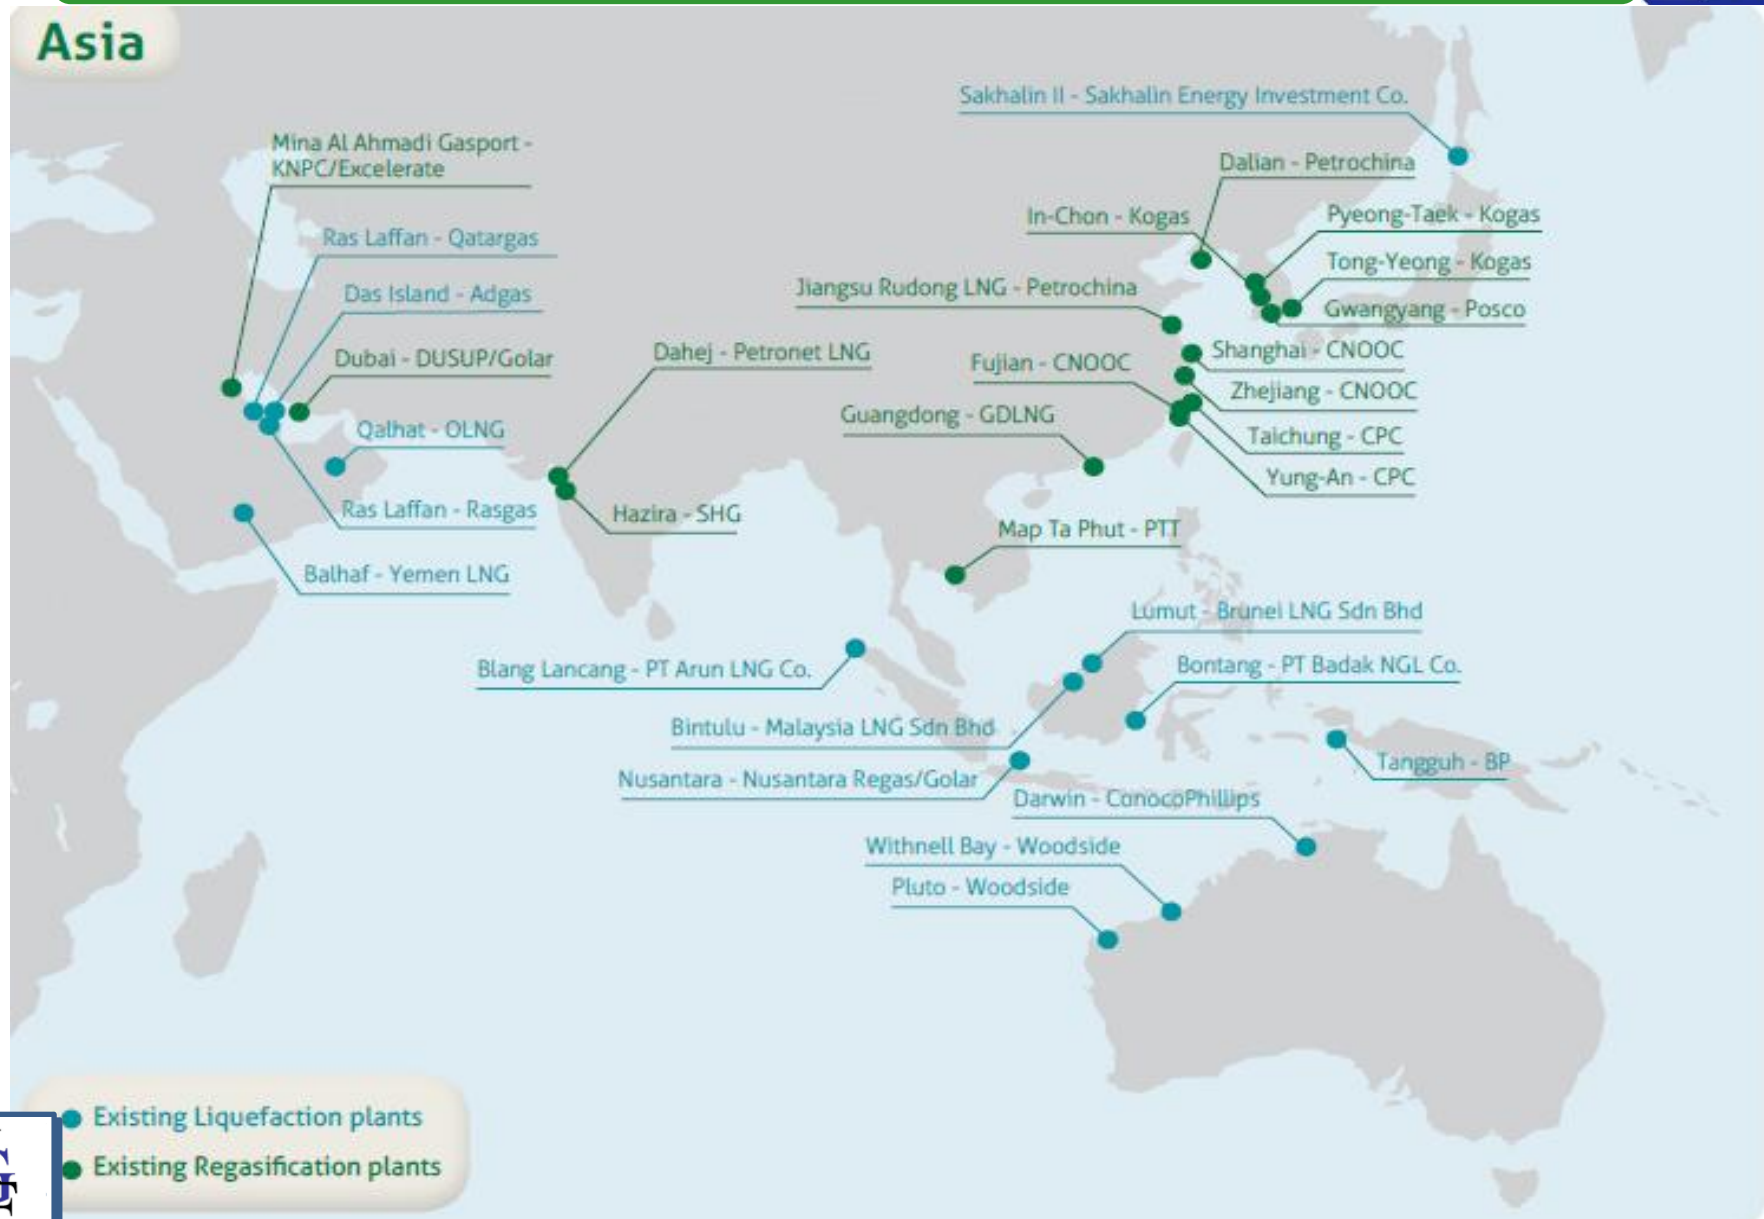 Asia
Sakhalin II - Sakhalin Energy Investment Co.
Mina Al Ahmadi Gasport -
KNPC/Excelerate
Dalian - Petrochina
In-Chon - Kogas
Pyeong-Taek - Kogas
Ras Laffan - Qatargas
Tong-Yeong - Kogas
Das Island - Adgas
Jiangsu Rudong LNG - Petrochina
Gwangyang - Posco
Dubai - DUSUP/Golar
Dahej - Petronet LNG
Fujian - CNOOC
Shanghai - CNOOC
Zhejiang - CNOOC
Guangdong - GDLNG
Qalhat - OLNG
Taichung - CPC
Yung-An - CPC
Ras Laffan - Rasgas
Hazira - SHG
Map Ta Phut - PTT
Balhaf - Yemen LNG
Lumut - Brunei LNG Sdn Bhd
Blang Lancang - PT Arun LNG Co.
Bontang - PT Badak NGL Co.
Bintulu - Malaysia LNG Sdn Bhd
Tangguh - BP
Nusantara - Nusantara Regas/Golar
Darwin - ConocoPhillips
Withnell Bay - Woodside
Pluto - Woodside
Existing Liquefaction plants
Existing Regasification plants